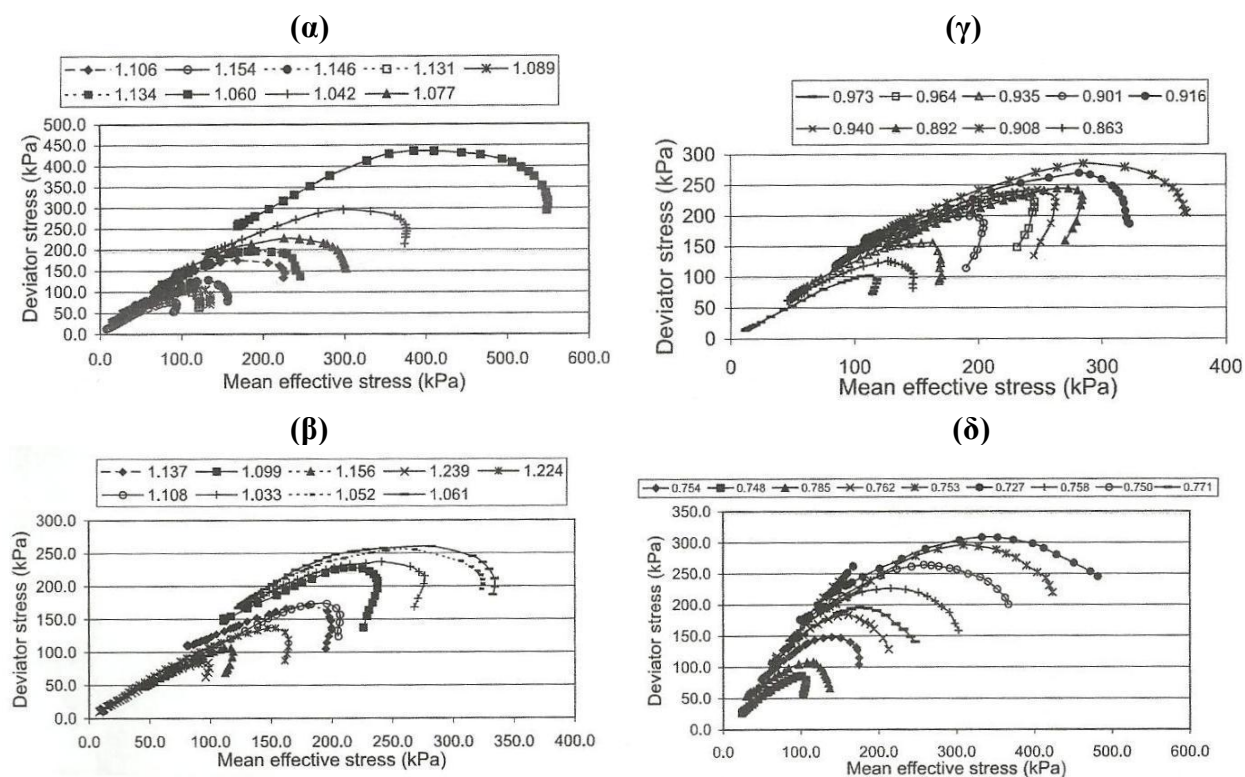 (α)
1.106 1.154 1.146 1.131 1.089
1.134 1.060 1.042 1.077
Deviator stress (kPa)
500.0
450.0
400.0
350.0
300.0
250.0
200.0
150.0
100.0
50.0
0.0
0.0 100.0 200.0 300.0 400.0 500.0 600.0
Mean effective stress (kPa)
(γ)
0.973 0.964 0.935 0.901 0.916
0.940 0.892 0.908 0.863
Deviator stress (kPa)
300
250
200
150
100
50
0
0 100 200 300 400
Mean effective stress (kPa)
(β)
1.137 1.099 1.156 1.239 1.224
1.108 1.033 1.052 1.061
Deviator stress (kPa)
300.0
250.0
200.0
150.0
100.0
50.0
0.0
0.0 50.0 100.0 150.0 200.0 250.0 300.0 350.0 400.0
Mean effective stress (kPa)
(δ)
0.754 0.748 0.785 0.762 0.753 0.727 0.758 0.750 0.771
Deviator stress (kPa)
350.0
300.0
250.0
200.0
150.0
100.0
50.0
0.0
0.0 100.0 200.0 300.0 400.0 500.0 600.0
Mean effective stress (kPa)